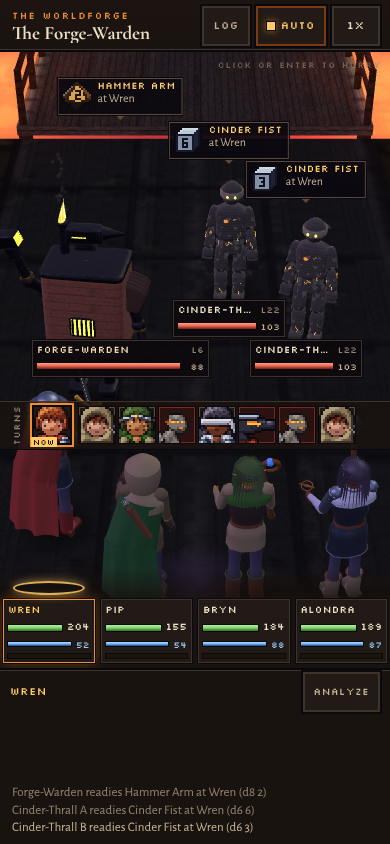 THE WORLDFORGE
The Forge-Warden
LOG
AUTO
1X
CLICK OR ENTER TO HURRY
HAMMER ARM
2
at Wren
CINDER FIST
6
at Wren
CINDER FIST
3
at Wren
CINDER-TH… L22
103
FORGE-WARDEN L6
88
CINDER-TH… L22
103
TURNS
NOW
WREN
204
52
PIP
155
54
BRYN
184
88
ALONDRA
189
87
WREN
ANALYZE
Forge-Warden readies Hammer Arm at Wren (d8 2)
Cinder-Thrall A readies Cinder Fist at Wren (d6 6)
Cinder-Thrall B readies Cinder Fist at Wren (d6 3)